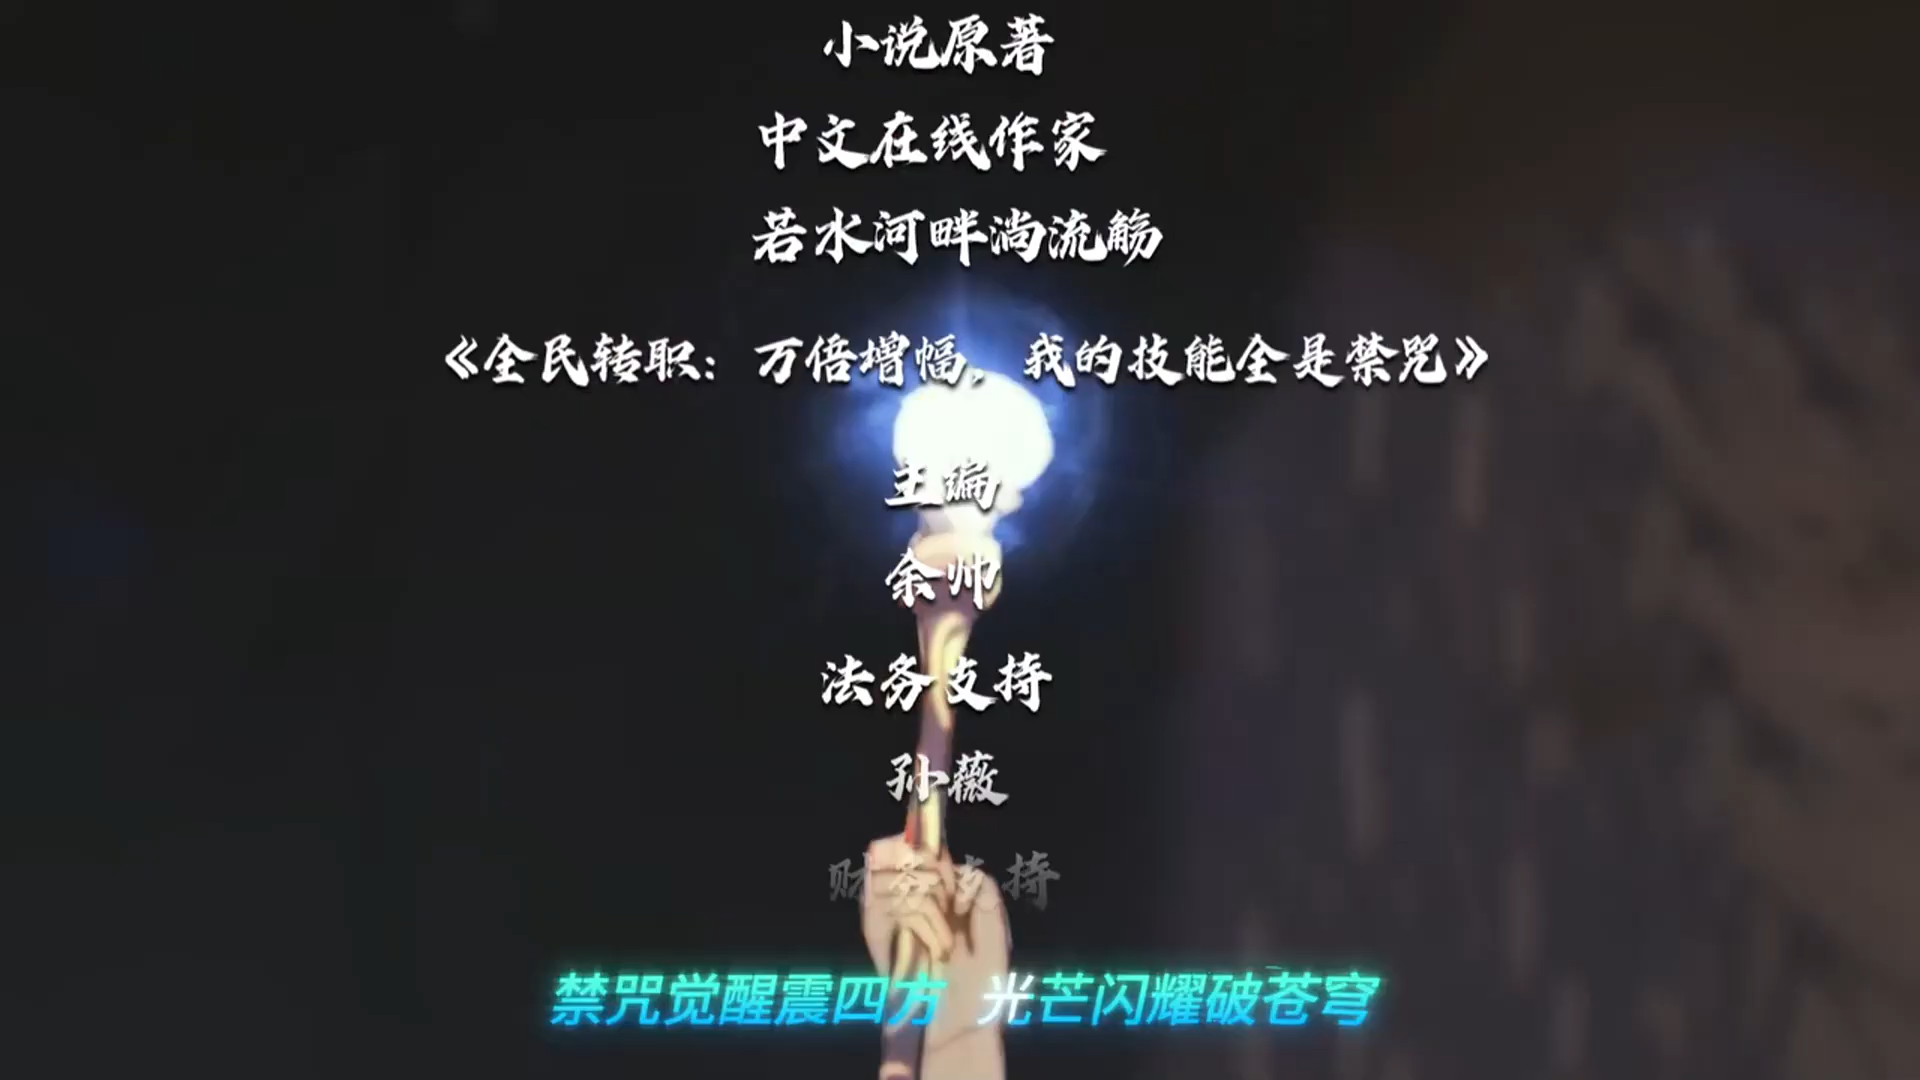 小说原著
中文在线作家
若水河畔淌流觞
《全民转职：万倍增幅，我的技能全是禁咒》
主编
余帅
法务支持
孙薇
财务支持
禁咒觉醒震四方 光芒闪耀破苍穹